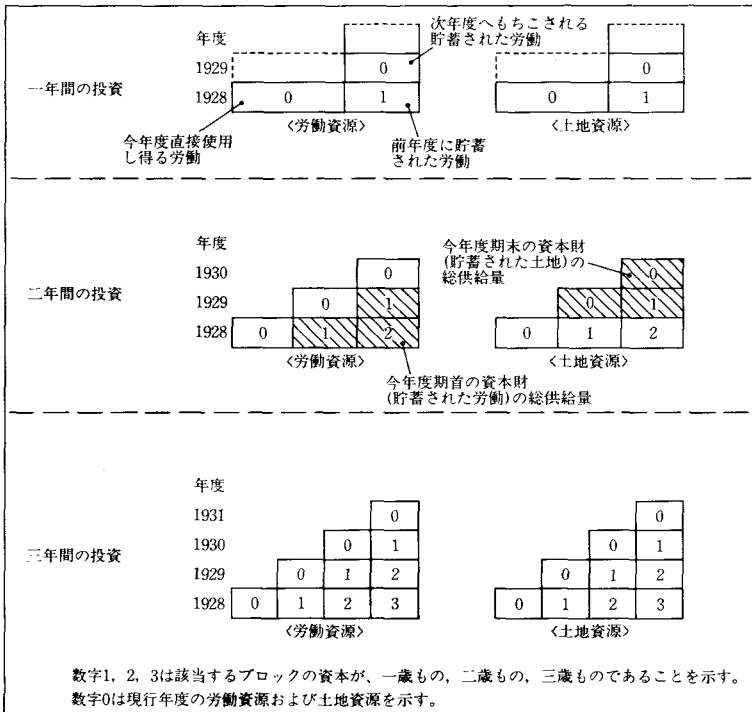 年度
次年度へもちこされる
貯蓄された労働
1929
0
0
一年間の投資
1928
0
1
0
1
〈労働資源〉
〈土地資源〉
今年度直接使用
し得る労働
前年度に貯蓄
された労働
年度
今年度期末の資本財
(貯蓄された土地)の
総供給量
1930
0
0
二年間の投資
1929
0
1
0
1
1928
0
1
2
0
1
2
〈労働資源〉
〈土地資源〉
今年度期首の資本財
(貯蓄された労働)の総供給量
年度
1931
0
0
1930
0
1
0
1
三年間の投資
1929
0
1
2
0
1
2
1928
0
1
2
3
0
1
2
3
〈労働資源〉
〈土地資源〉
数字1, 2, 3は該当するブロックの資本が、一歳もの, 二歳もの, 三歳ものであることを示す。
数字0は現行年度の労働資源および土地資源を示す。